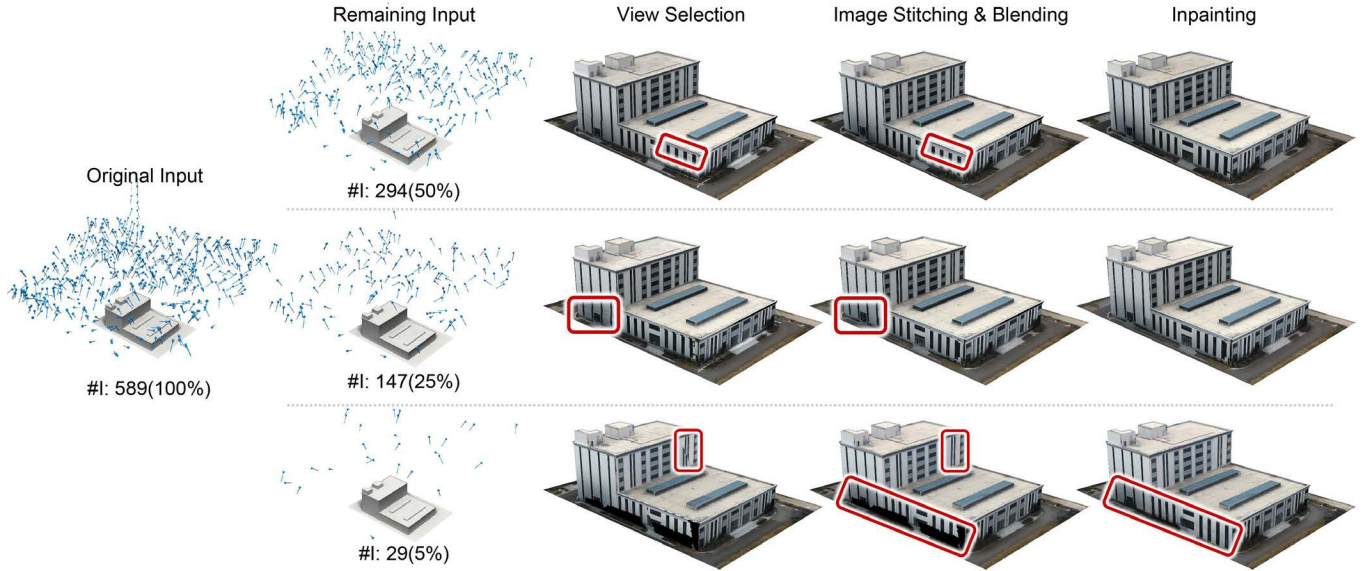 Remaining Input
View Selection
Image Stitching & Blending
Inpainting
#I: 294(50%)
Original Input
#I: 589(100%)
#I: 147(25%)
#I: 29(5%)